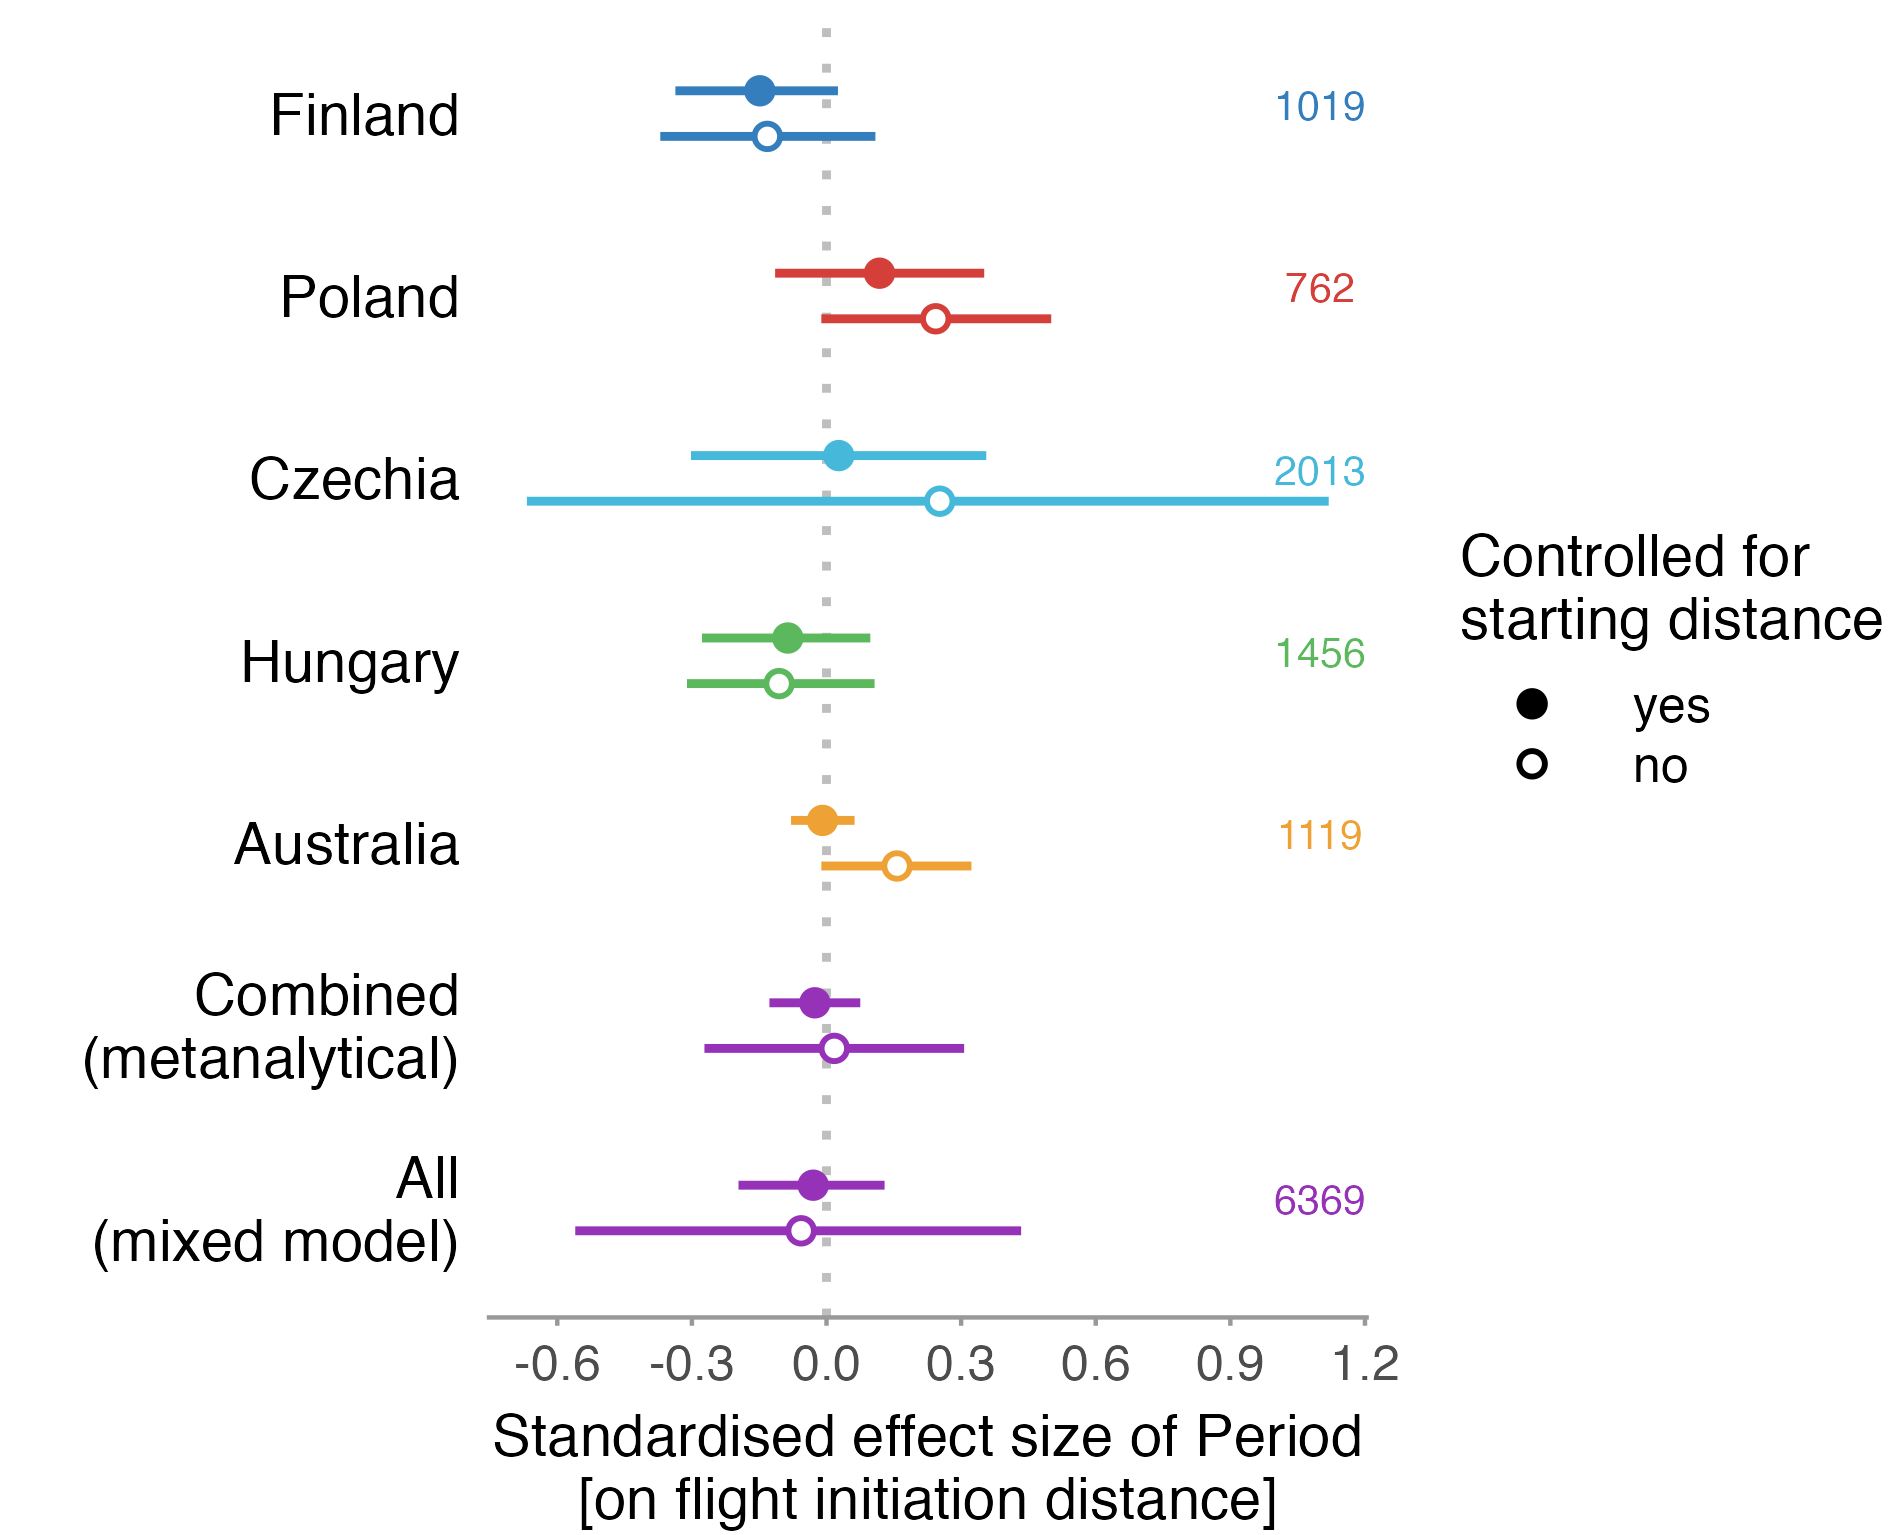 Finland
1019
Poland
762
Czechia
2013
Hungary
1456
Australia
1119
Combined
(metanalytical)
All
(mixed model)
6369
Controlled for
starting distance
yes
no
-0.6 -0.3 0.0 0.3 0.6 0.9 1.2
Standardised effect size of Period
[on flight initiation distance]